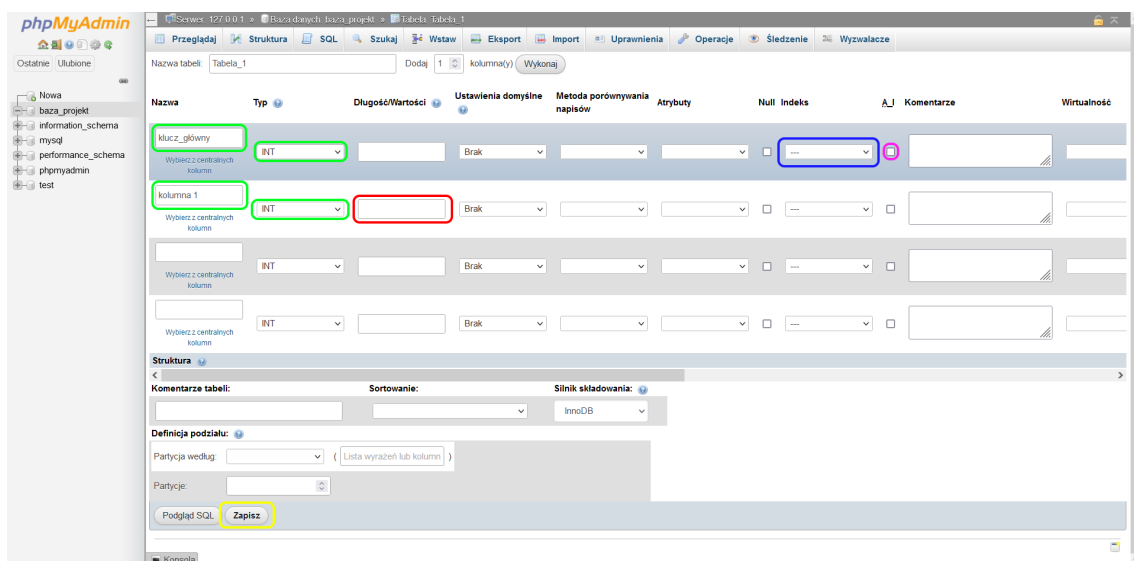 phpMyAdmin
Ostatnie Ulubione
Nowa
baza_projekt
information_schema
mysql
performance_schema
phpmyadmin
test
Serwer: 127.0.0.1 » Baza danych: baza_projekt » Tabela: Tabela_1
Przeglądaj Struktura SQL Szukaj Wstaw Eksport Import Uprawnienia Operacje Śledzenie Wyzwalacze
Nazwa tabeli: Tabela_1 Dodaj 1 kolumna(y) Wykonaj
Nazwa Typ Długość/Wartości Ustawienia domyślne Metoda porównywania napisów Atrybuty Null Indeks A_I Komentarze Wirtualność
klucz_główny INT Brak ---
Wybierz z centralnych
kolumn
kolumna 1 INT Brak ---
Wybierz z centralnych
kolumn
INT Brak ---
Wybierz z centralnych
kolumn
INT Brak ---
Wybierz z centralnych
kolumn
Struktura
Komentarze tabeli: Sortowanie: Silnik składowania:
InnoDB
Definicja podziału:
Partycja według: ( Lista wyrażeń lub kolumn )
Partycje:
Podgląd SQL Zapisz
Konsola